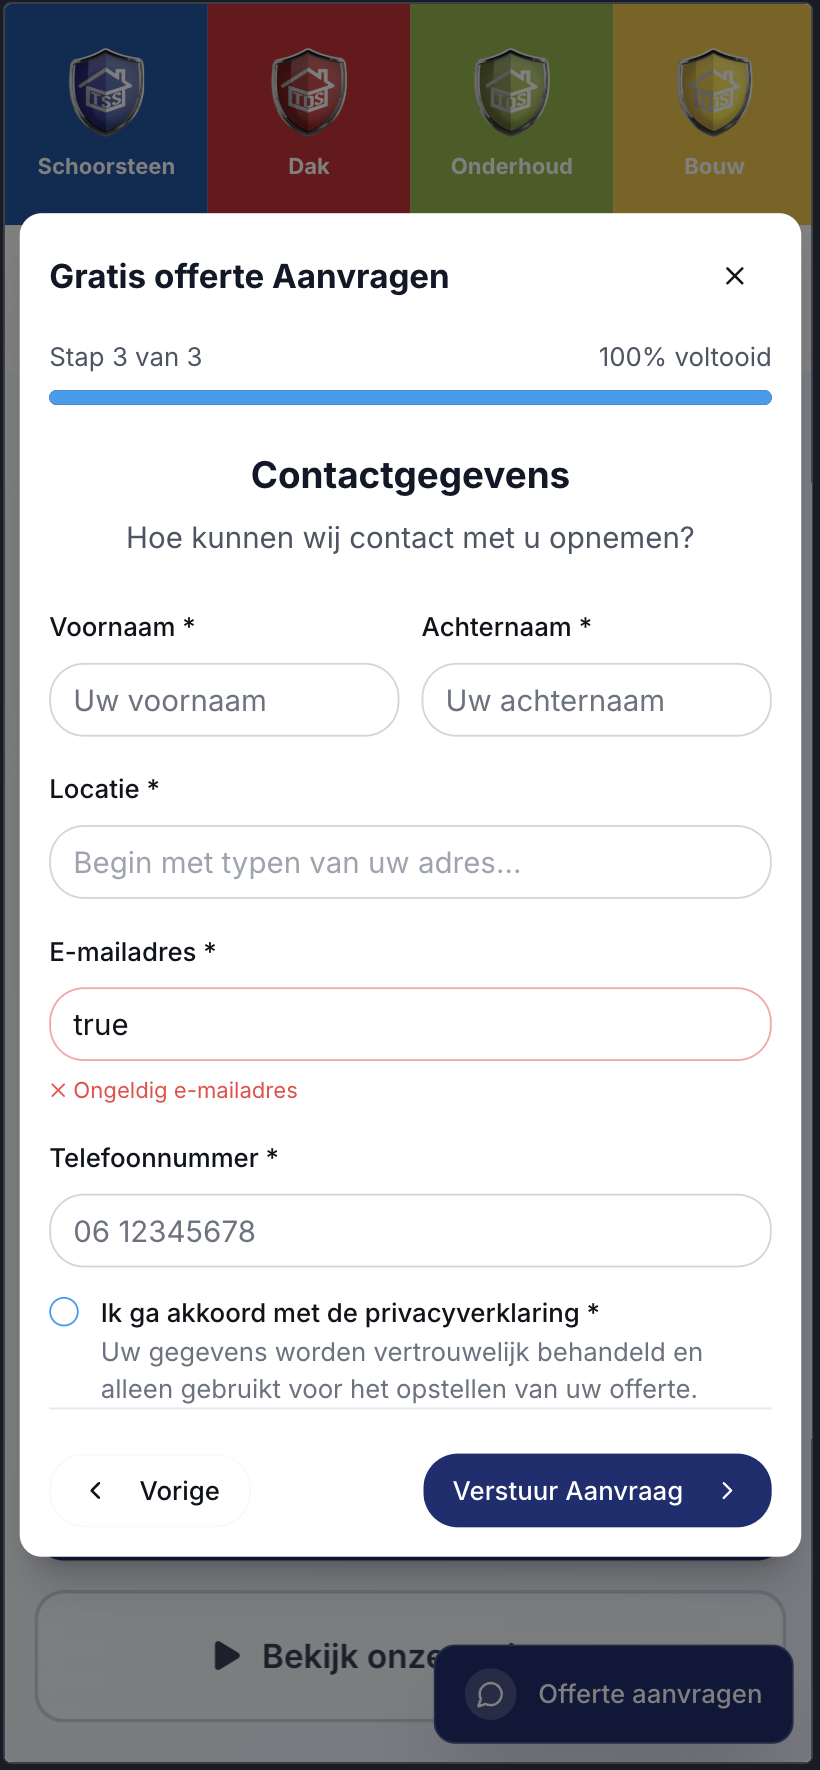 TSS
TDS
TOS
Schoorsteen
Dak
Onderhoud
Bouw
Gratis offerte Aanvragen
Stap 3 van 3
100% voltooid
Contactgegevens
Hoe kunnen wij contact met u opnemen?
Voornaam *
Achternaam *
Uw voornaam
Uw achternaam
Locatie *
Begin met typen van uw adres...
E-mailadres *
true
Ongeldig e-mailadres
Telefoonnummer *
06 12345678
Ik ga akkoord met de privacyverklaring *
Uw gegevens worden vertrouwelijk behandeld en
alleen gebruikt voor het opstellen van uw offerte.
Vorige
Verstuur Aanvraag
Bekijk onze
Offerte aanvragen